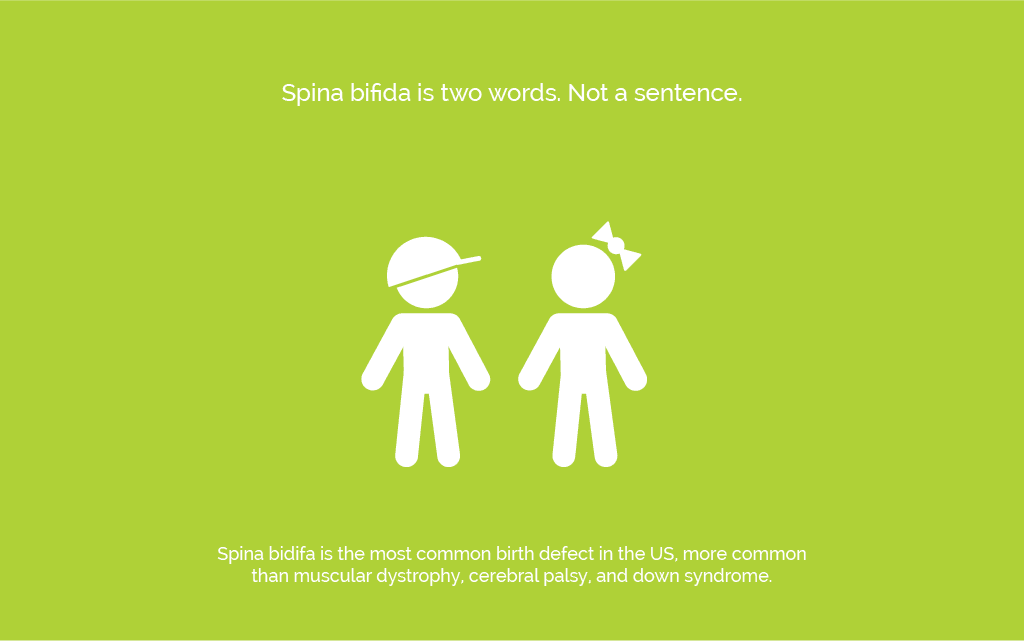 Spina bifida is two words. Not a sentence.
Spina bidifa is the most common birth defect in the US, more common
than muscular dystrophy, cerebral palsy, and down syndrome.